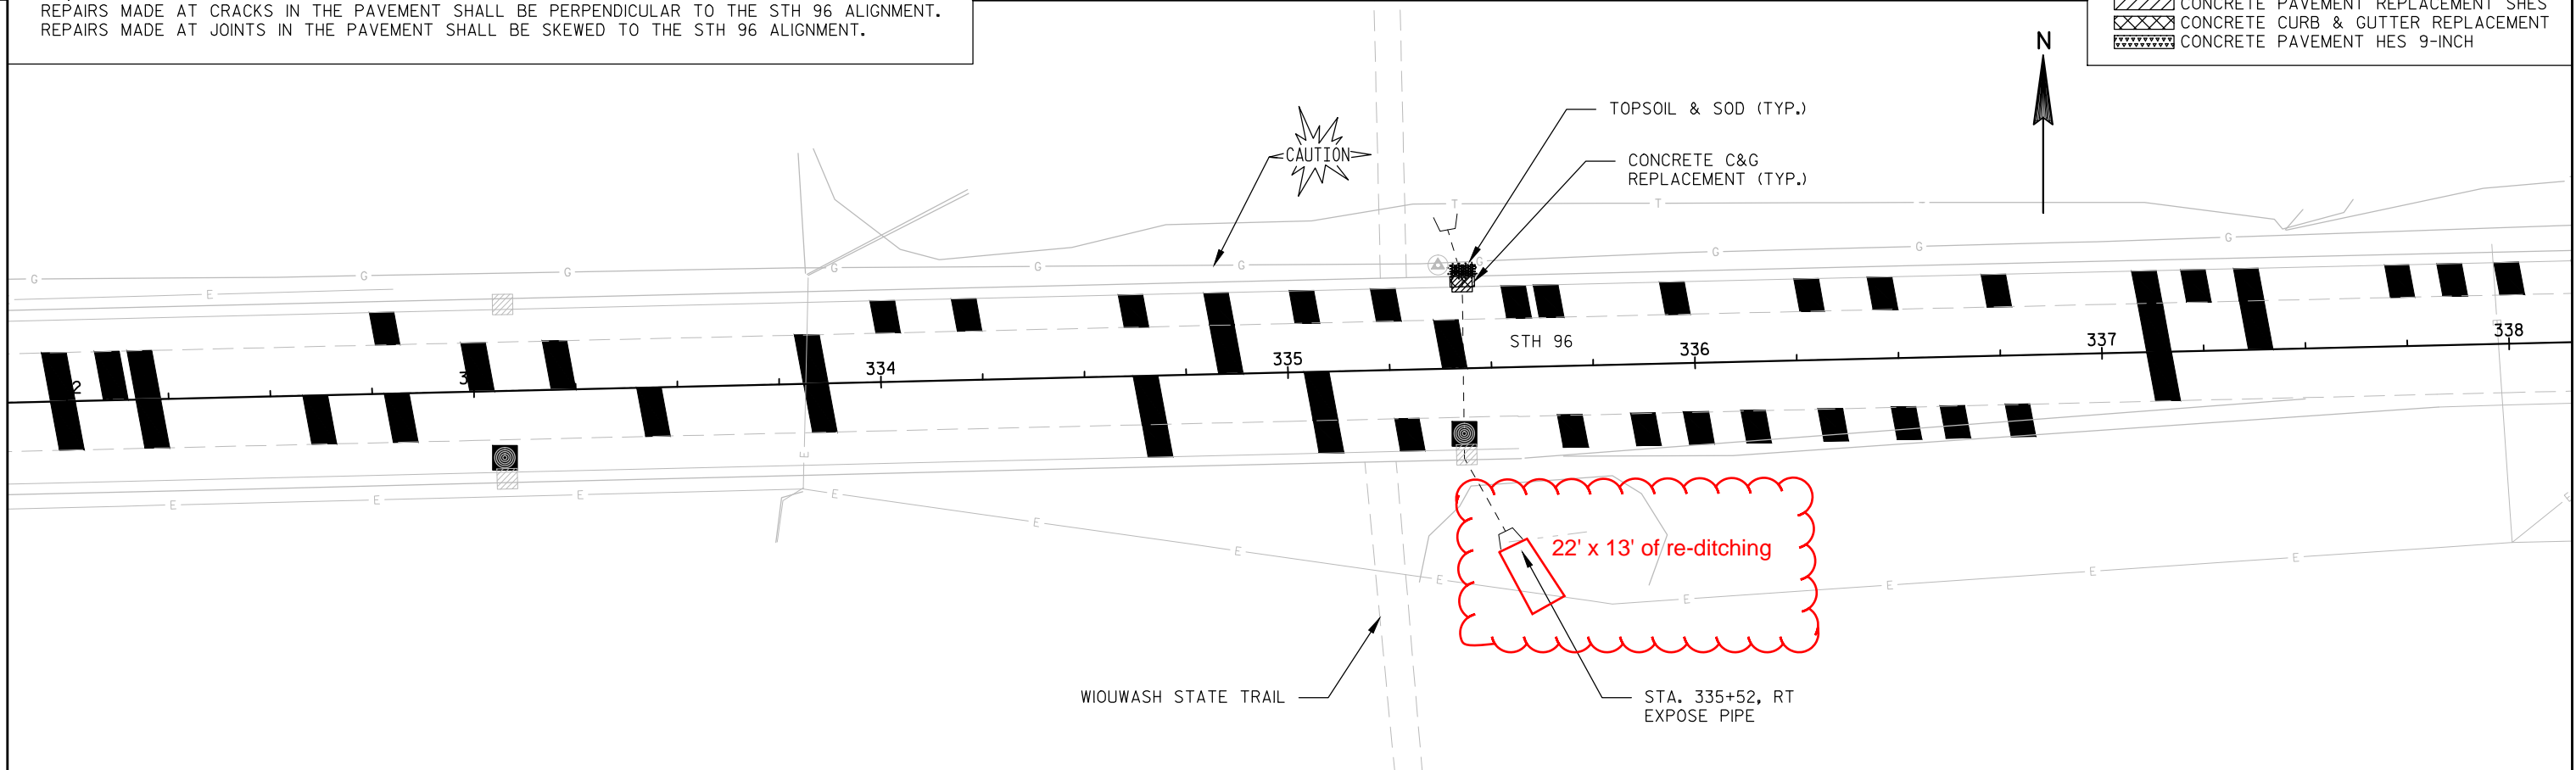 REPAIRS MADE AT CRACKS IN THE PAVEMENT SHALL BE PERPENDICULAR TO THE STH 96 ALIGNMENT.
REPAIRS MADE AT JOINTS IN THE PAVEMENT SHALL BE SKEWED TO THE STH 96 ALIGNMENT.
CONCRETE PAVEMENT REPLACEMENT SHES
CONCRETE CURB & GUTTER REPLACEMENT
CONCRETE PAVEMENT HES 9-INCH
N
TOPSOIL & SOD (TYP.)
CAUTION
CONCRETE C&G
REPLACEMENT (TYP.)
T T
G G G G G G G G G G
E
STH 96
2 3 334 335 336 337 338
E
E E E E E E E E E E E
22' x 13' of re-ditching
WIOUWASH STATE TRAIL
STA. 335+52, RT
EXPOSE PIPE